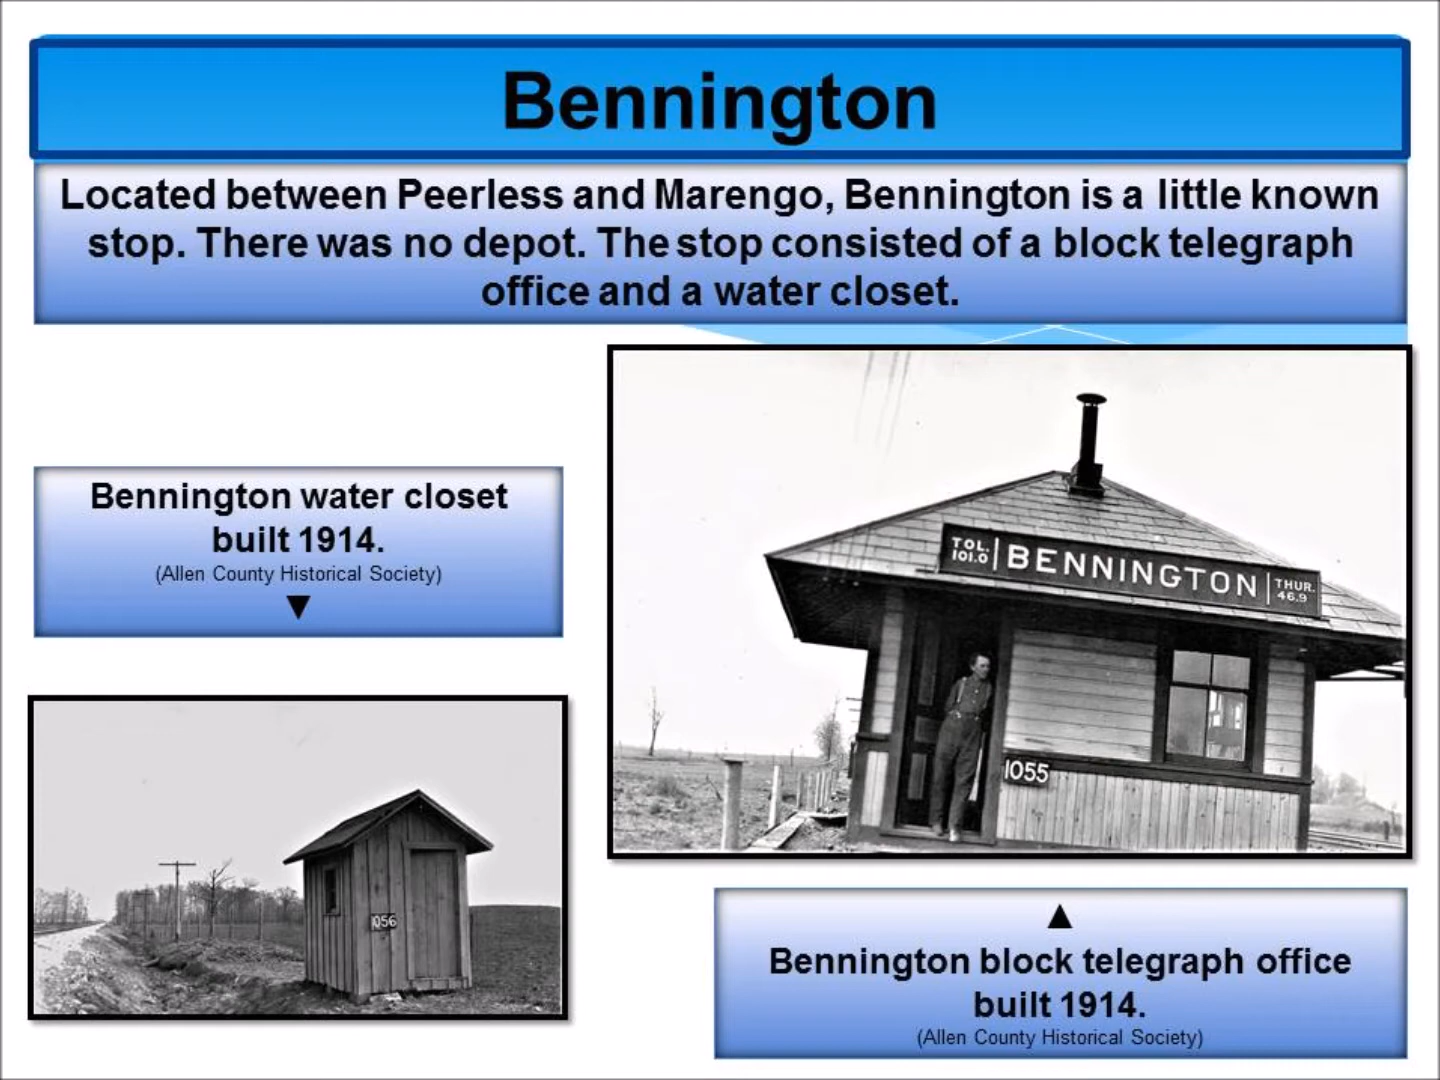 Bennington
Located between Peerless and Marengo, Bennington is a little known
stop. There was no depot. The stop consisted of a block telegraph
office and a water closet.
Bennington water closet
built 1914.
(Allen County Historical Society)
▼
TOL. 101.0 | BENNINGTON | THUR. 46.9
1055
1056
▲
Bennington block telegraph office
built 1914.
(Allen County Historical Society)